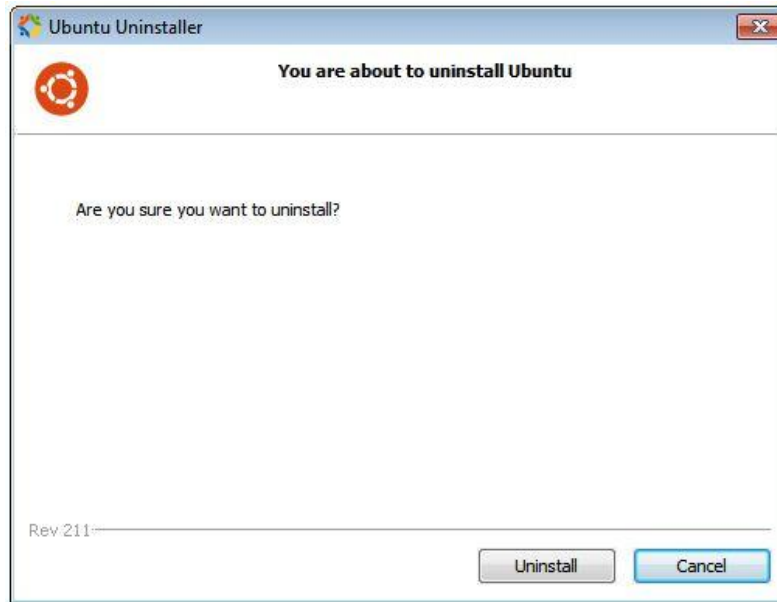 Ubuntu Uninstaller
You are about to uninstall Ubuntu
Are you sure you want to uninstall?
Rev 211
Uninstall Cancel